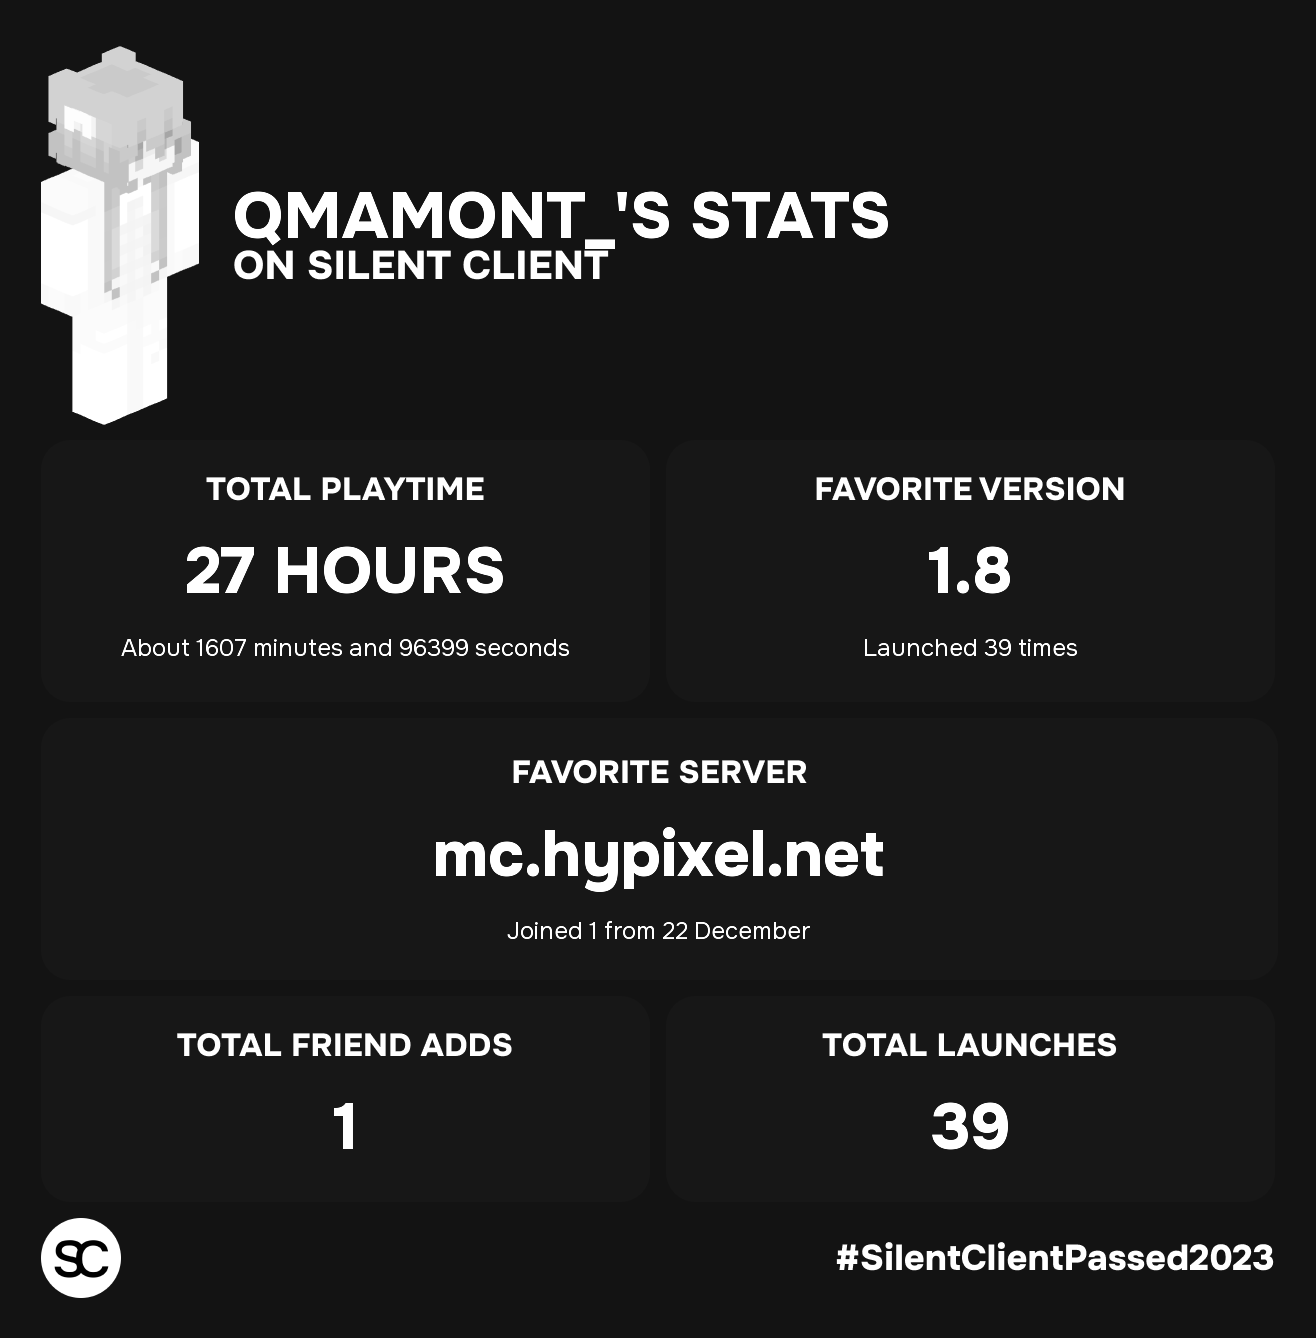 QMAMONT_'S STATS
ON SILENT CLIENT
TOTAL PLAYTIME
27 HOURS
About 1607 minutes and 96399 seconds
FAVORITE VERSION
1.8
Launched 39 times
FAVORITE SERVER
mc.hypixel.net
Joined 1 from 22 December
TOTAL FRIEND ADDS
1
TOTAL LAUNCHES
39
SC
#SilentClientPassed2023